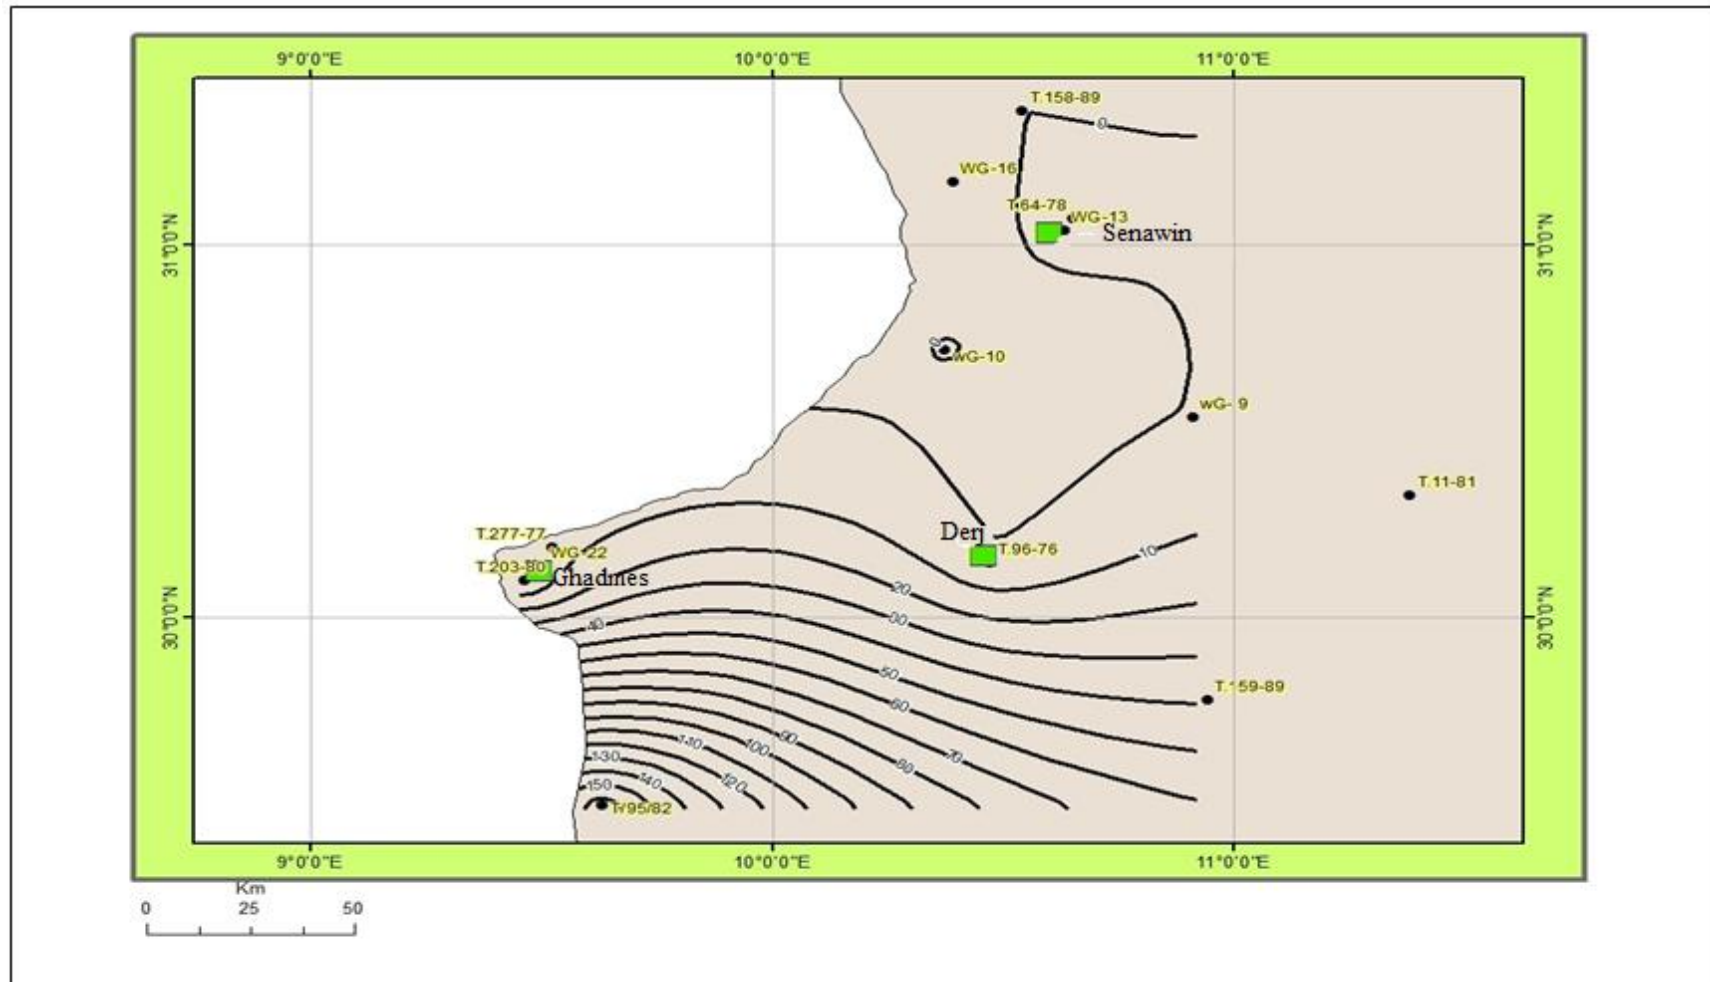 9°0'0"E 10°0'0"E 11°0'0"E
T.158-89
0
WG-16
T.64-78
WG-13
31°0'0"N
Senawin
31°0'0"N
0
wG-10
wG-9
T.11-81
T.277-77
Derj
T.96-76
WG-22
10
T.203-80
Ghadmes
20
30°0'0"N
40
30
30°0'0"N
50
T.159-89
60
110
100
90
70
130
80
150
140
120
T/95/82
9°0'0"E 10°0'0"E 11°0'0"E
Km
0 25 50